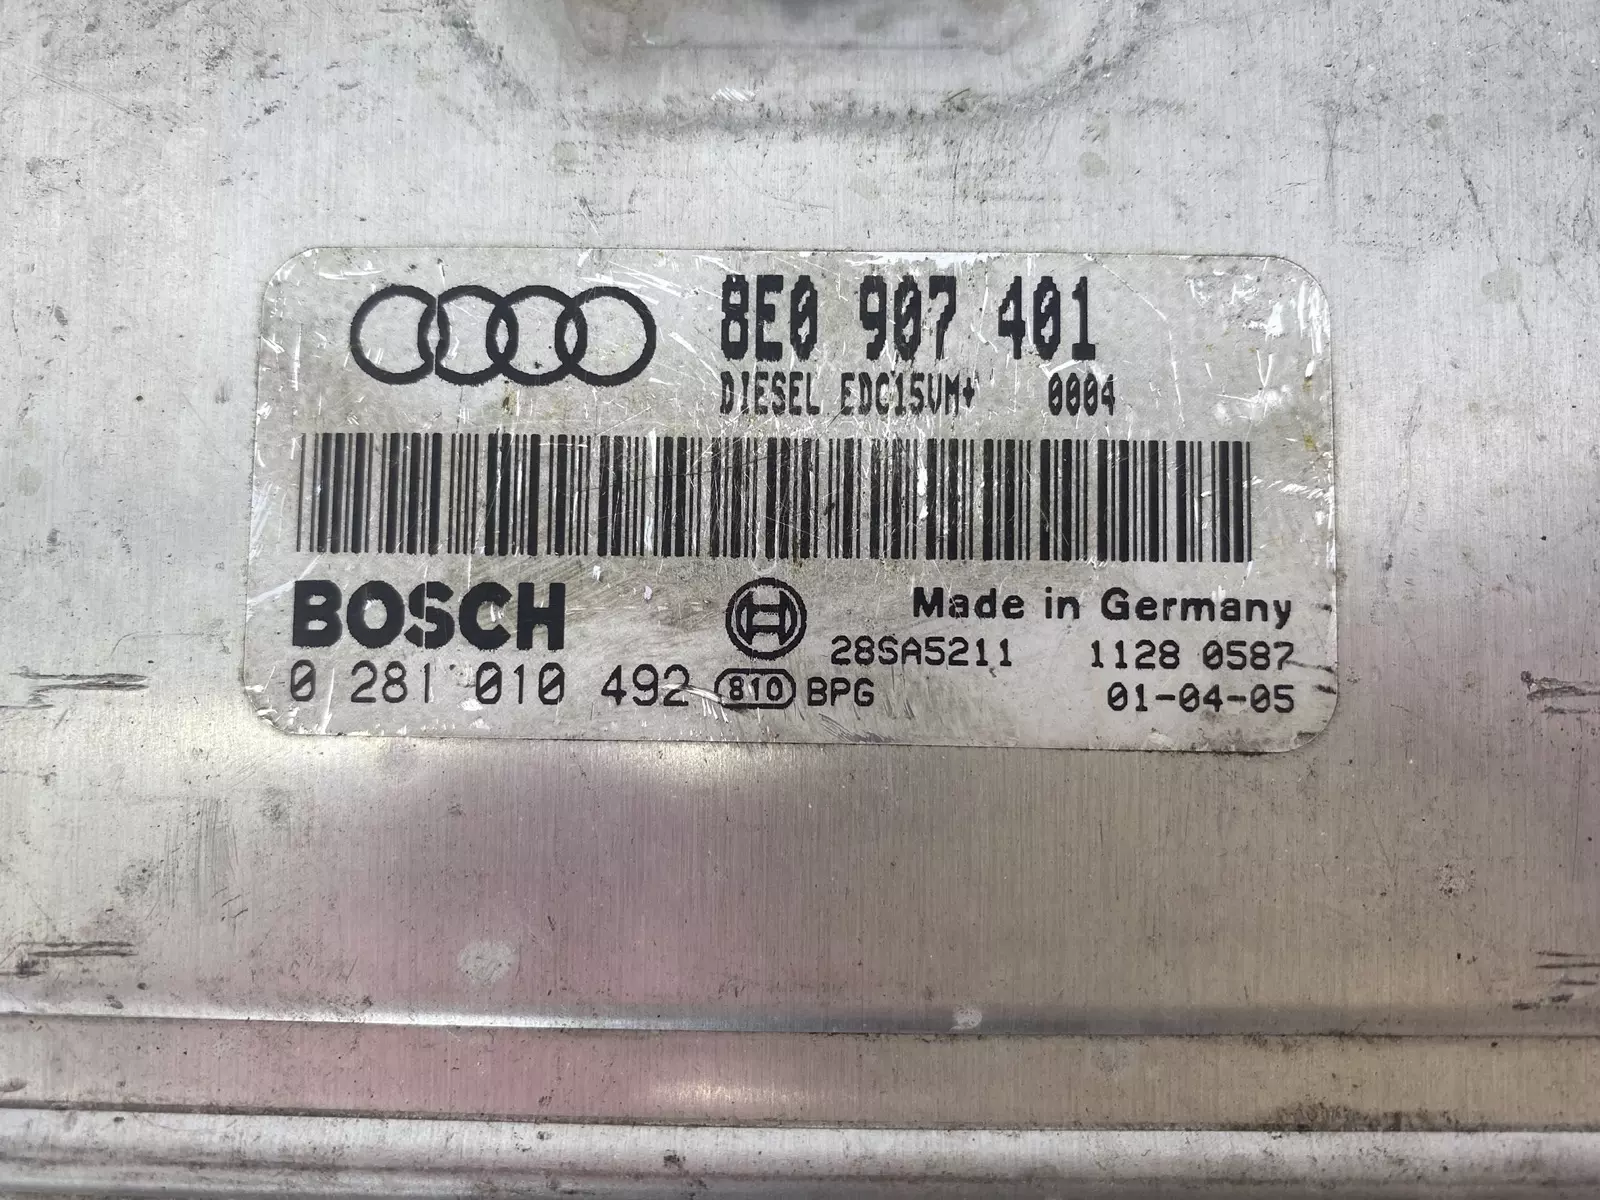 8E0 907 401
DIESEL EDC15VM+ 0004
BOSCH
Made in Germany
28SA5211 1128 0587
0 281 010 492 810 BPG 01-04-05